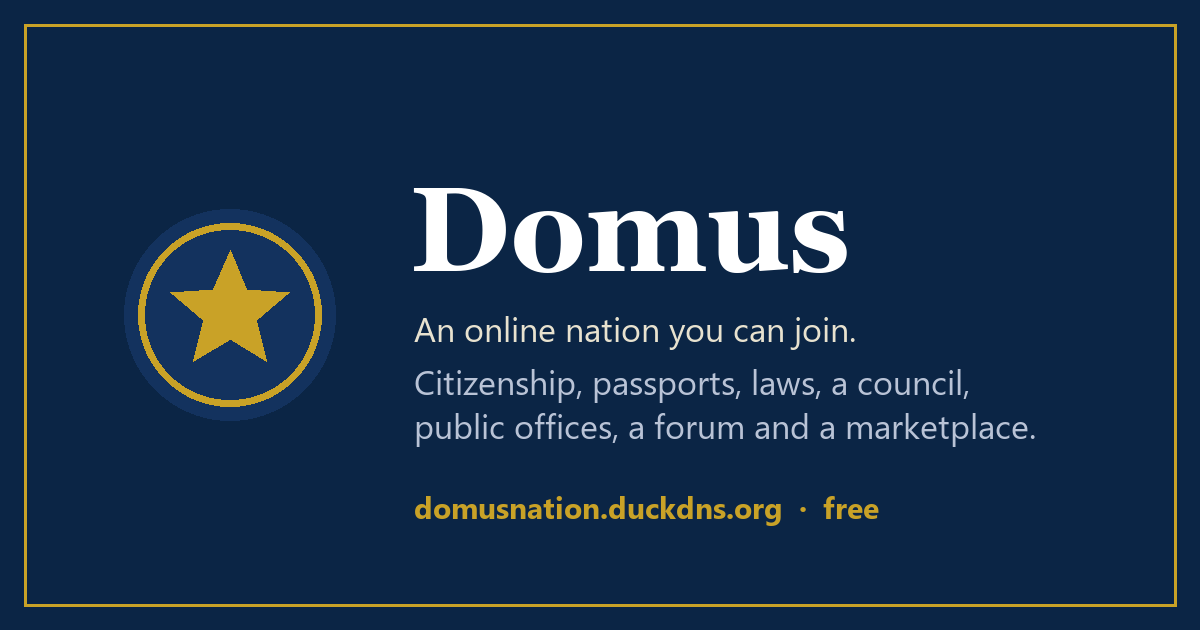 Domus
An online nation you can join.
Citizenship, passports, laws, a council,
public offices, a forum and a marketplace.
domusnation.duckdns.org · free